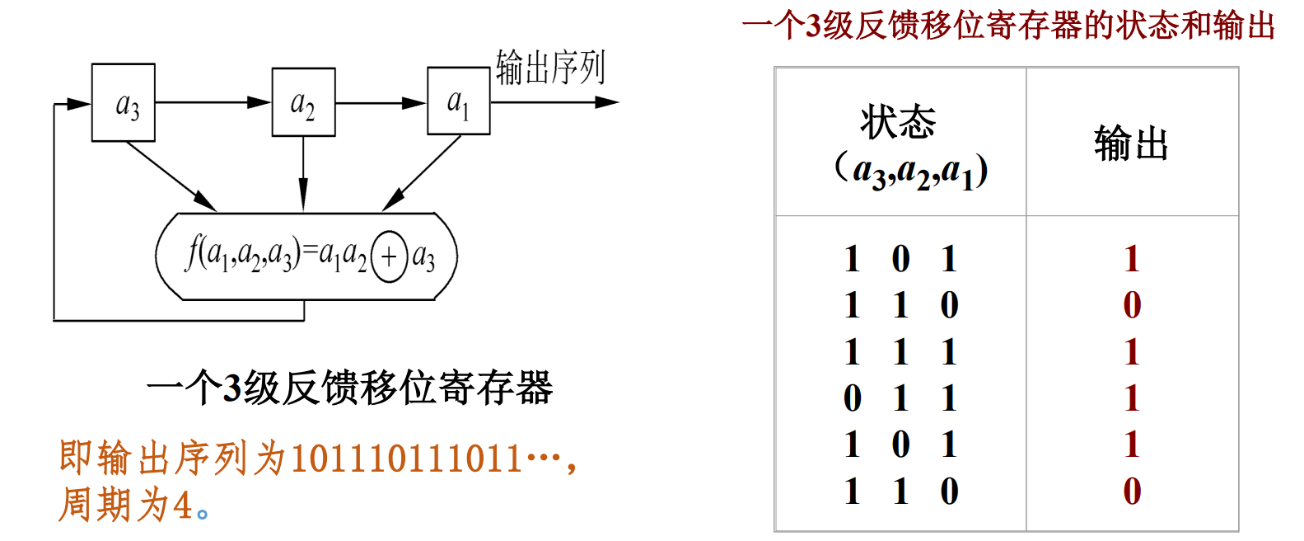 输出序列
a₃
a₂
a₁
f(a₁,a₂,a₃)=a₁a₂⊕a₃
一个3级反馈移位寄存器
即输出序列为101110111011…，
周期为4。
一个3级反馈移位寄存器的状态和输出
状态
（a₃,a₂,a₁)
输出
1 0 1 1
1 1 0 0
1 1 1 1
0 1 1 1
1 0 1 1
1 1 0 0